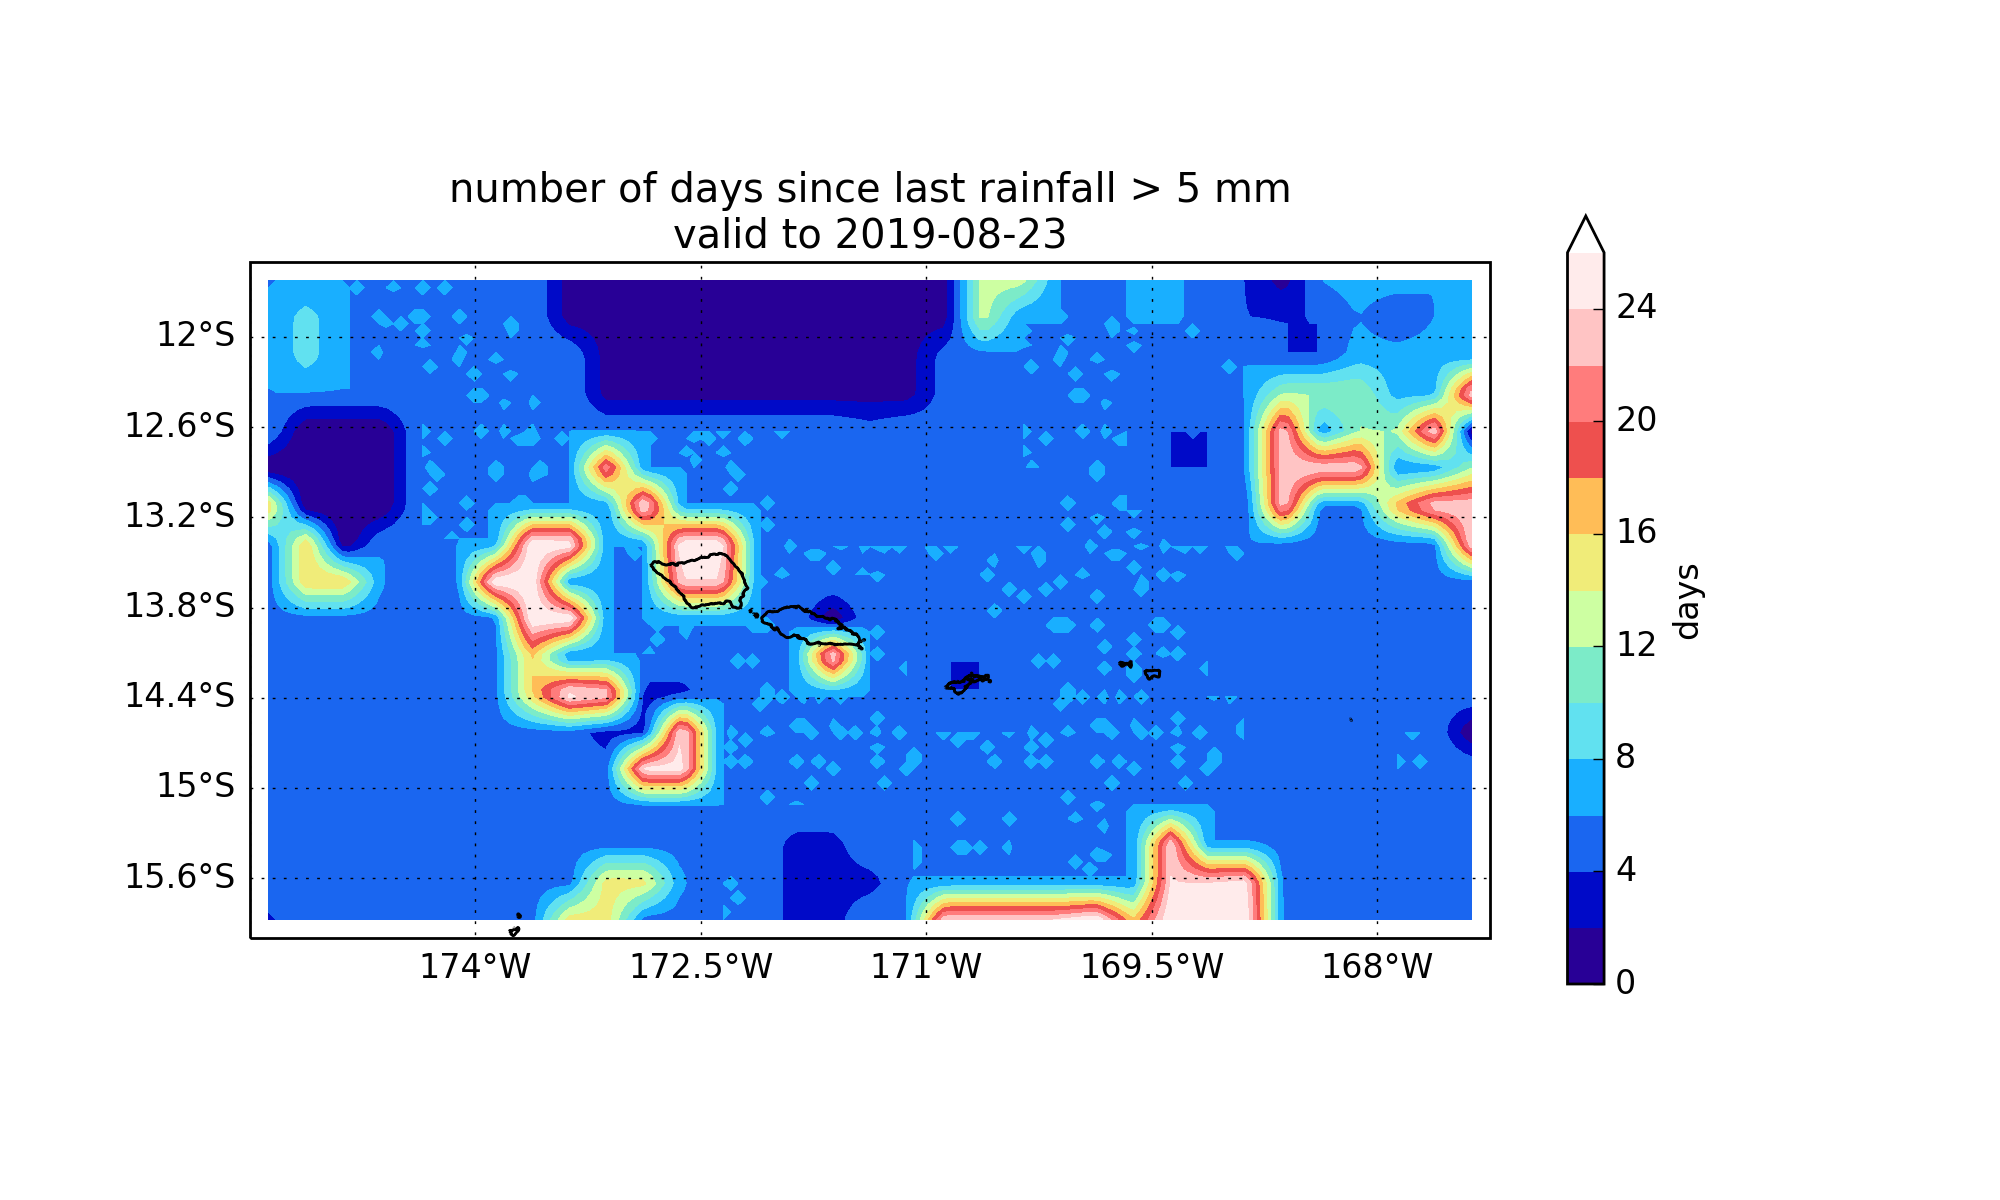 number of days since last rainfall > 5 mm
valid to 2019-08-23
12°S
12.6°S
13.2°S
13.8°S
14.4°S
15°S
15.6°S
174°W
172.5°W
171°W
169.5°W
168°W
24
20
16
12
8
4
0
days